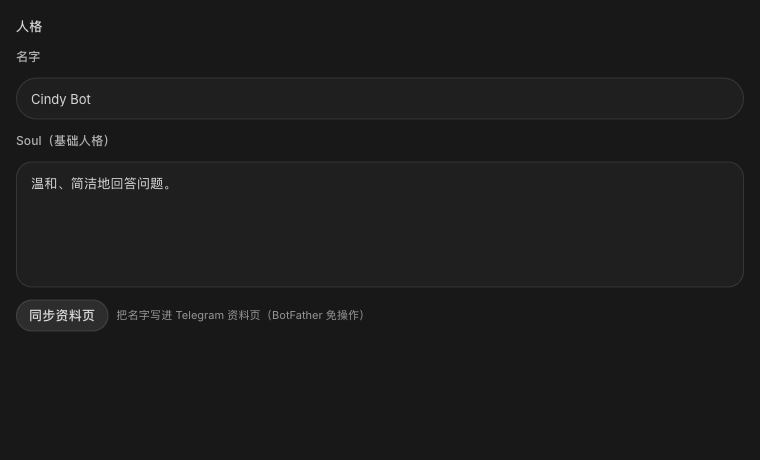 人格
名字
Cindy Bot
Soul（基础人格）
温和、简洁地回答问题。
同步资料页 把名字写进 Telegram 资料页（BotFather 免操作）